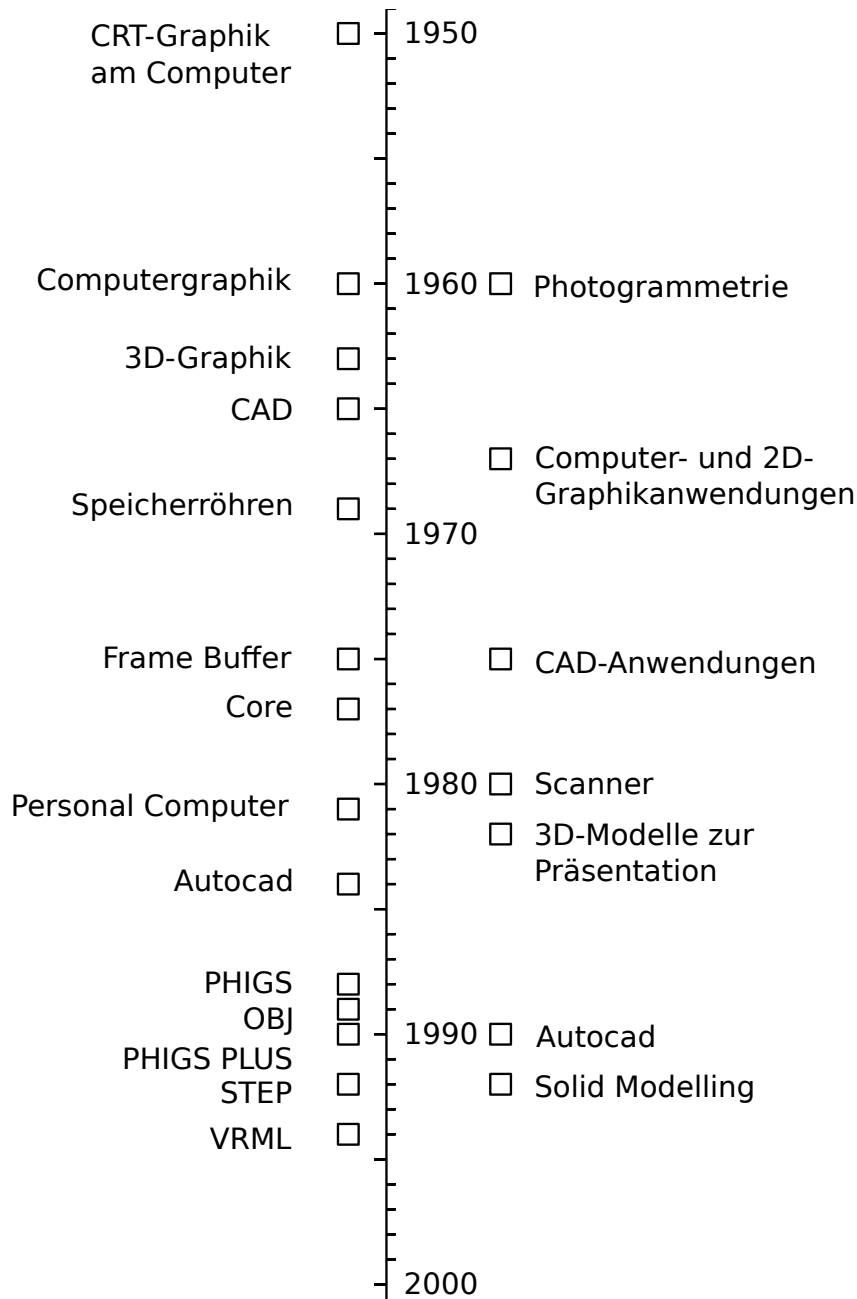 CRT-Graphik
am Computer
1950
Computergraphik
1960
Photogrammetrie
3D-Graphik
CAD
Computer- und 2D-
Graphikanwendungen
Speicherröhren
1970
Frame Buffer
CAD-Anwendungen
Core
1980
Scanner
Personal Computer
3D-Modelle zur
Präsentation
Autocad
PHIGS
OBJ
1990
Autocad
PHIGS PLUS
STEP
Solid Modelling
VRML
2000